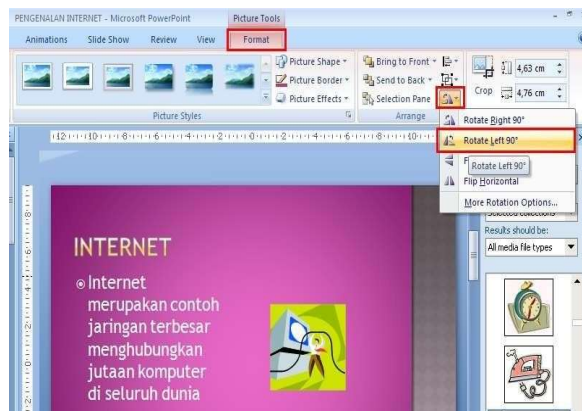 PENGENALAN INTERNET - Microsoft PowerPoint
Picture Tools
Animations Slide Show Review View Format
Picture Shape
Picture Border
Picture Effects
Bring to Front
Send to Back
Selection Pane
Crop
4,63 cm
4,76 cm
Picture Styles
Arrange
Rotate Right 90°
Rotate Left 90°
F
Rotate Left 90°
Flip Horizontal
More Rotation Options...
Selected collections
Results should be:
All media file types
INTERNET
Internet
merupakan contoh
jaringan terbesar
menghubungkan
jutaan komputer
di seluruh dunia